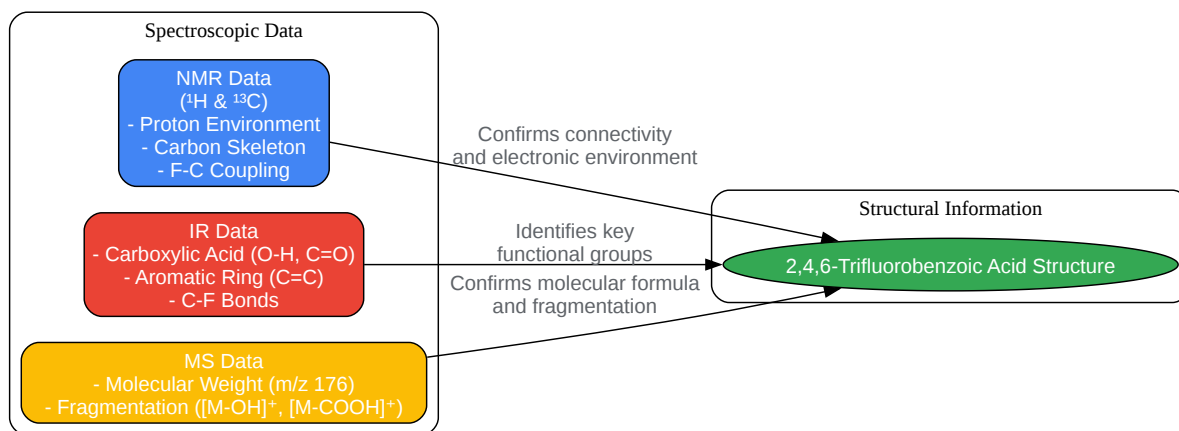 Spectroscopic Data
NMR Data
(¹H & ¹³C)
- Proton Environment
- Carbon Skeleton
- F-C Coupling
IR Data
- Carboxylic Acid (O-H, C=O)
- Aromatic Ring (C=C)
- C-F Bonds
MS Data
- Molecular Weight (m/z 176)
- Fragmentation ([M-OH]⁺, [M-COOH]⁺)
Confirms connectivity
and electronic environment
Identifies key
functional groups
Confirms molecular formula
and fragmentation
Structural Information
2,4,6-Trifluorobenzoic Acid Structure